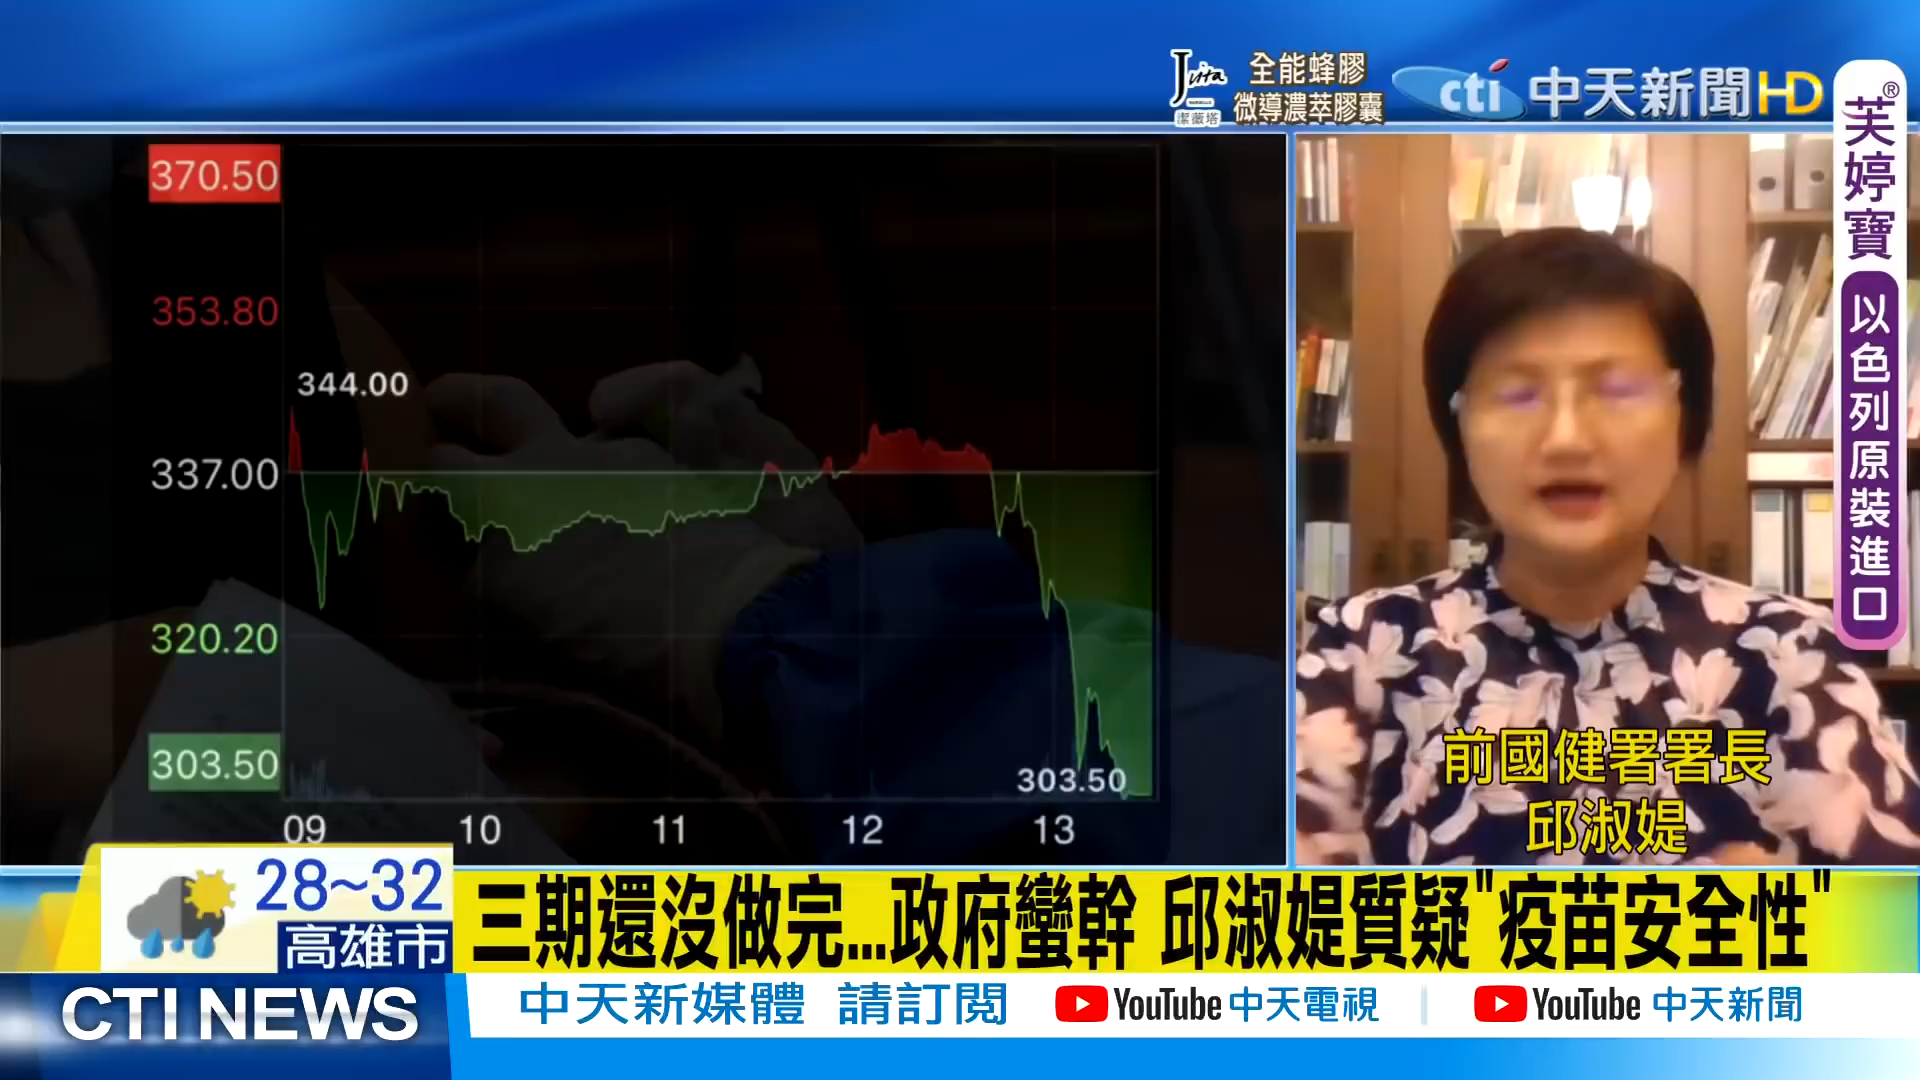 Jvita
潔薇塔
全能蜂膠
微導濃萃膠囊
cti 中天新聞HD
芙婷寶®
以色列原裝進口
370.50
353.80
344.00
337.00
320.20
303.50
303.50
09 10 11 12 13
前國健署署長
邱淑媞
28~32
高雄市
三期還沒做完...政府蠻幹 邱淑媞質疑"疫苗安全性"
CTI NEWS
中天新媒體 請訂閱 YouTube 中天電視 | YouTube 中天新聞